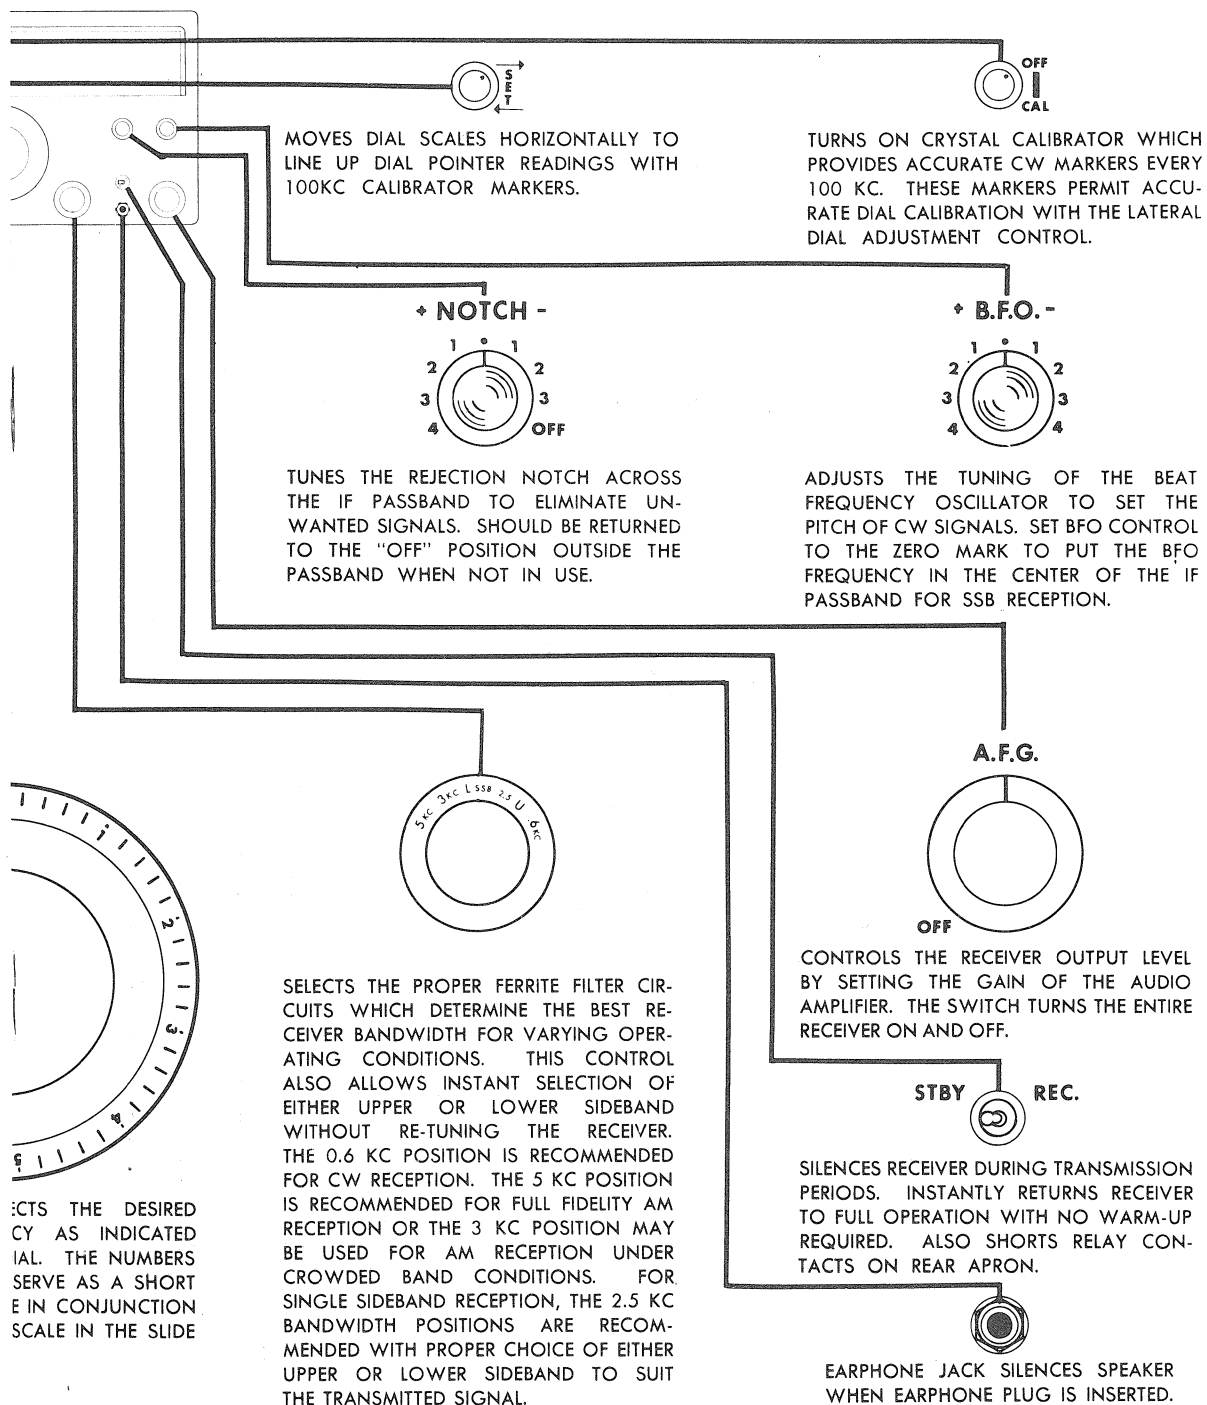 SET
OFF
CAL
MOVES DIAL SCALES HORIZONTALLY TO
LINE UP DIAL POINTER READINGS WITH
100KC CALIBRATOR MARKERS.
TURNS ON CRYSTAL CALIBRATOR WHICH
PROVIDES ACCURATE CW MARKERS EVERY
100 KC. THESE MARKERS PERMIT ACCU-
RATE DIAL CALIBRATION WITH THE LATERAL
DIAL ADJUSTMENT CONTROL.
+ NOTCH -
1 • 1
2 2
3 3
4 OFF
TUNES THE REJECTION NOTCH ACROSS
THE IF PASSBAND TO ELIMINATE UN-
WANTED SIGNALS. SHOULD BE RETURNED
TO THE "OFF" POSITION OUTSIDE THE
PASSBAND WHEN NOT IN USE.
+ B.F.O. -
1 • 1
2 2
3 3
4 4
ADJUSTS THE TUNING OF THE BEAT
FREQUENCY OSCILLATOR TO SET THE
PITCH OF CW SIGNALS. SET BFO CONTROL
TO THE ZERO MARK TO PUT THE BFO
FREQUENCY IN THE CENTER OF THE IF
PASSBAND FOR SSB RECEPTION.
5KC 3KC L SSB 2.5 U .6KC
SELECTS THE PROPER FERRITE FILTER CIR-
CUITS WHICH DETERMINE THE BEST RE-
CEIVER BANDWIDTH FOR VARYING OPER-
ATING CONDITIONS. THIS CONTROL
ALSO ALLOWS INSTANT SELECTION OF
EITHER UPPER OR LOWER SIDEBAND
WITHOUT RE-TUNING THE RECEIVER.
THE 0.6 KC POSITION IS RECOMMENDED
FOR CW RECEPTION. THE 5 KC POSITION
IS RECOMMENDED FOR FULL FIDELITY AM
RECEPTION OR THE 3 KC POSITION MAY
BE USED FOR AM RECEPTION UNDER
CROWDED BAND CONDITIONS. FOR
SINGLE SIDEBAND RECEPTION, THE 2.5 KC
BANDWIDTH POSITIONS ARE RECOM-
MENDED WITH PROPER CHOICE OF EITHER
UPPER OR LOWER SIDEBAND TO SUIT
THE TRANSMITTED SIGNAL.
A.F.G.
OFF
CONTROLS THE RECEIVER OUTPUT LEVEL
BY SETTING THE GAIN OF THE AUDIO
AMPLIFIER. THE SWITCH TURNS THE ENTIRE
RECEIVER ON AND OFF.
STBY REC.
SILENCES RECEIVER DURING TRANSMISSION
PERIODS. INSTANTLY RETURNS RECEIVER
TO FULL OPERATION WITH NO WARM-UP
REQUIRED. ALSO SHORTS RELAY CON-
TACTS ON REAR APRON.
EARPHONE JACK SILENCES SPEAKER
WHEN EARPHONE PLUG IS INSERTED.
1
2
3
4
5
ECTS THE DESIRED
CY AS INDICATED
IAL. THE NUMBERS
SERVE AS A SHORT
E IN CONJUNCTION
SCALE IN THE SLIDE